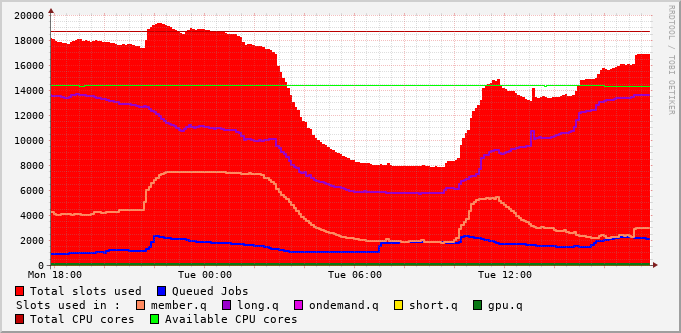 20000
18000
16000
14000
12000
10000
8000
6000
4000
2000
0
Mon 18:00 Tue 00:00 Tue 06:00 Tue 12:00
Total slots used Queued Jobs
Slots used in : member.q long.q ondemand.q short.q gpu.q
Total CPU cores Available CPU cores
RRDTOOL / TOBI OETIKER